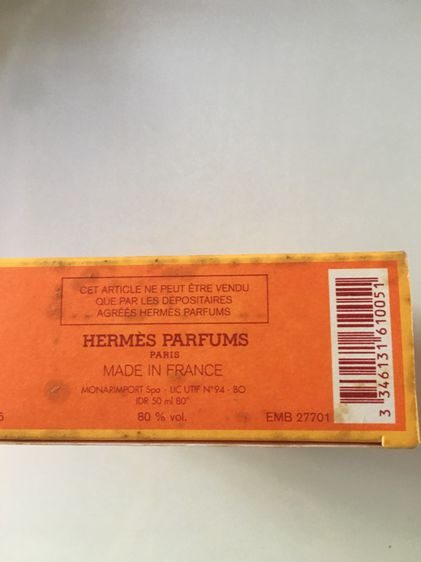 CET ARTICLE NE PEUT ÊTRE VENDU
QUE PAR LES DÉPOSITAIRES
AGRÉÉS HERMÈS PARFUMS
HERMÈS PARFUMS
PARIS
MADE IN FRANCE
MONARIMPORT Spa - LIC UTIF N° 94 - BO
IDR 50 ml 80°
80 % vol.
EMB 27701
3 346131 610051